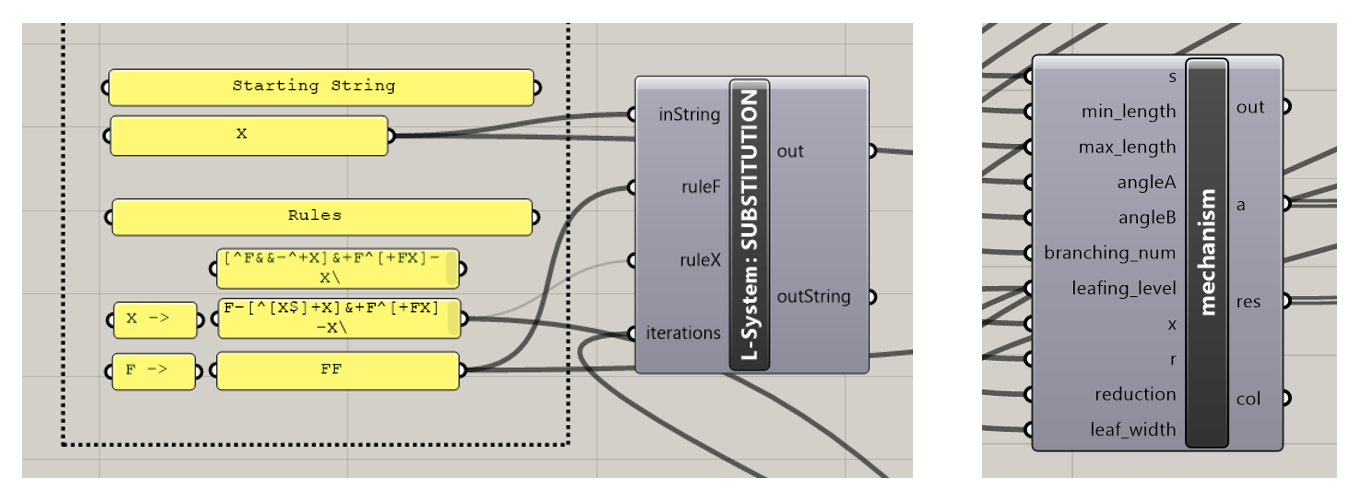 Starting String
X
Rules
[^F&&-^+X]&+F^[+FX]-
X\
X ->
F-[^[X$]+X]&+F^[+FX]
-X\
F ->
FF
inString
ruleF
ruleX
iterations
L-System: SUBSTITUTION
out
outString
s
min_length
max_length
angleA
angleB
branching_num
leafing_level
x
r
reduction
leaf_width
mechanism
out
a
res
col